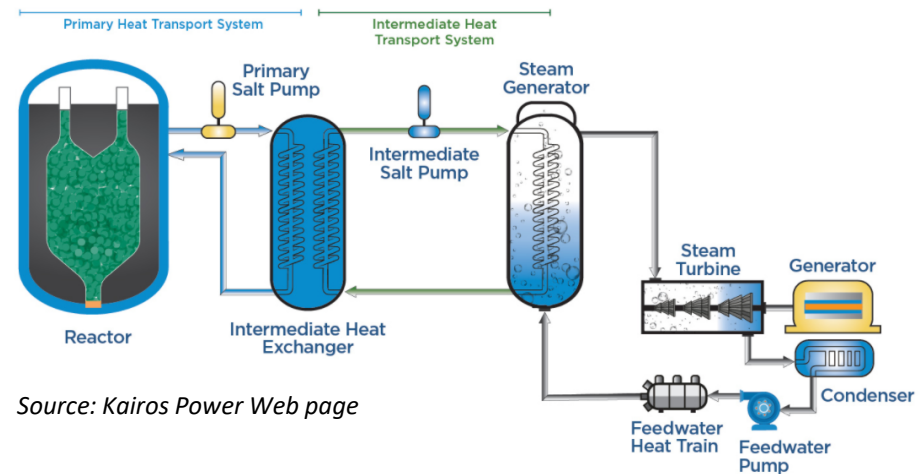 Primary Heat Transport System
Intermediate Heat
Transport System
Primary
Salt Pump
Steam
Generator
Intermediate
Salt Pump
Steam
Turbine
Generator
Reactor
Intermediate Heat
Exchanger
Condenser
Source: Kairos Power Web page
Feedwater
Heat Train
Feedwater
Pump